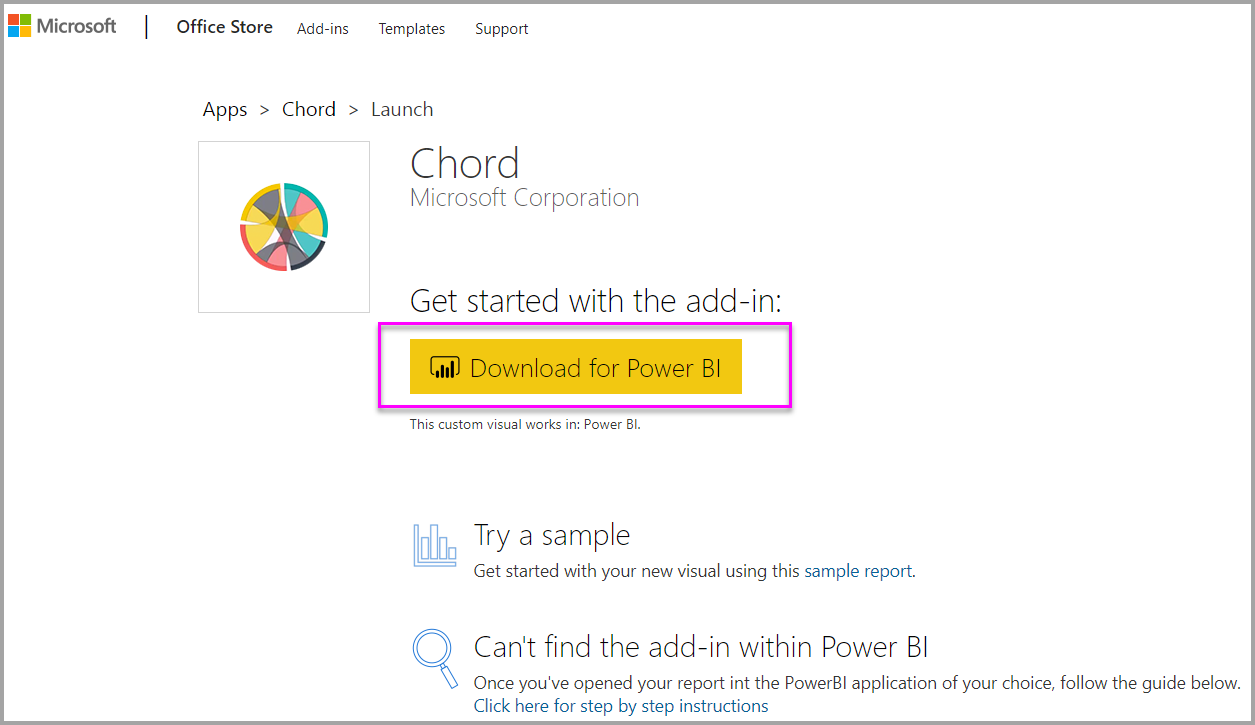 Microsoft | Office Store Add-ins Templates Support
Apps > Chord > Launch
Chord
Microsoft Corporation
Get started with the add-in:
Download for Power BI
This custom visual works in: Power BI.
Try a sample
Get started with your new visual using this sample report.
Can't find the add-in within Power BI
Once you've opened your report int the PowerBI application of your choice, follow the guide below.
Click here for step by step instructions